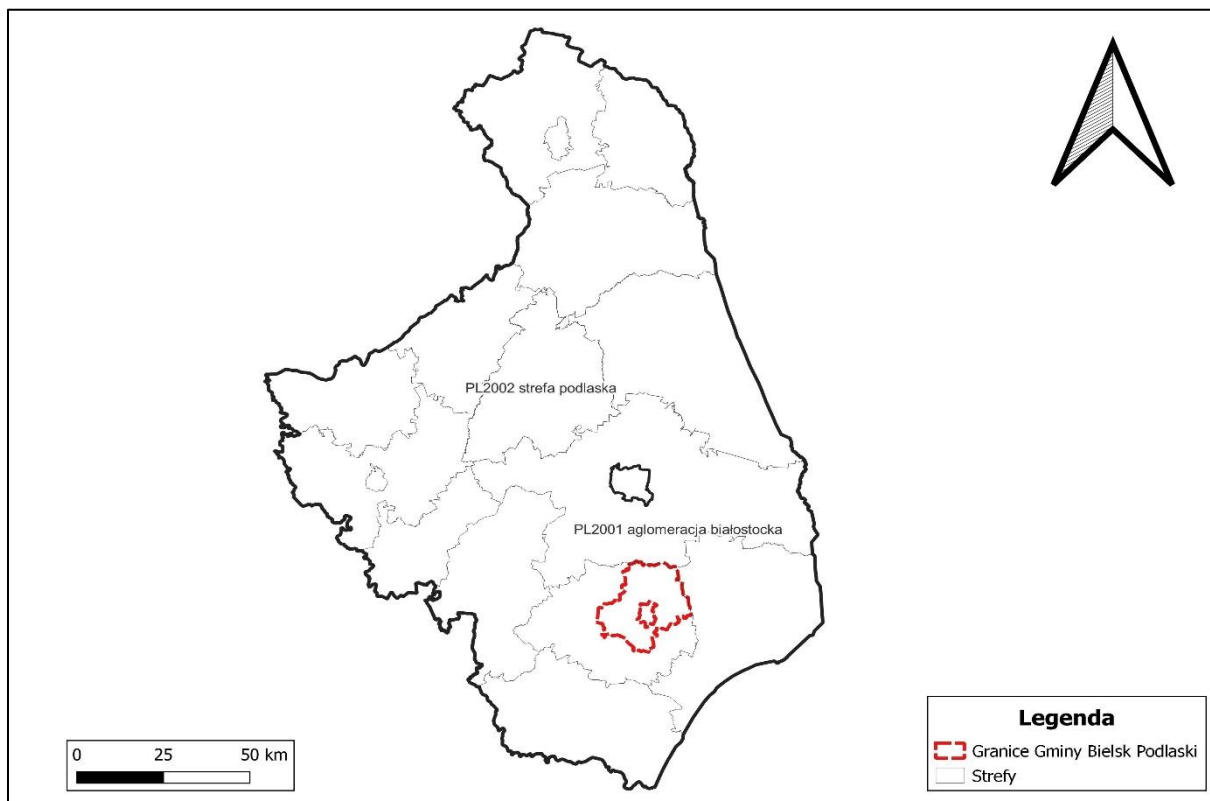 PL2002 strefa podlaska
PL2001 aglomeracja białostocka
0 25 50 km
Legenda
Granice Gminy Bielsk Podlaski
Strefy